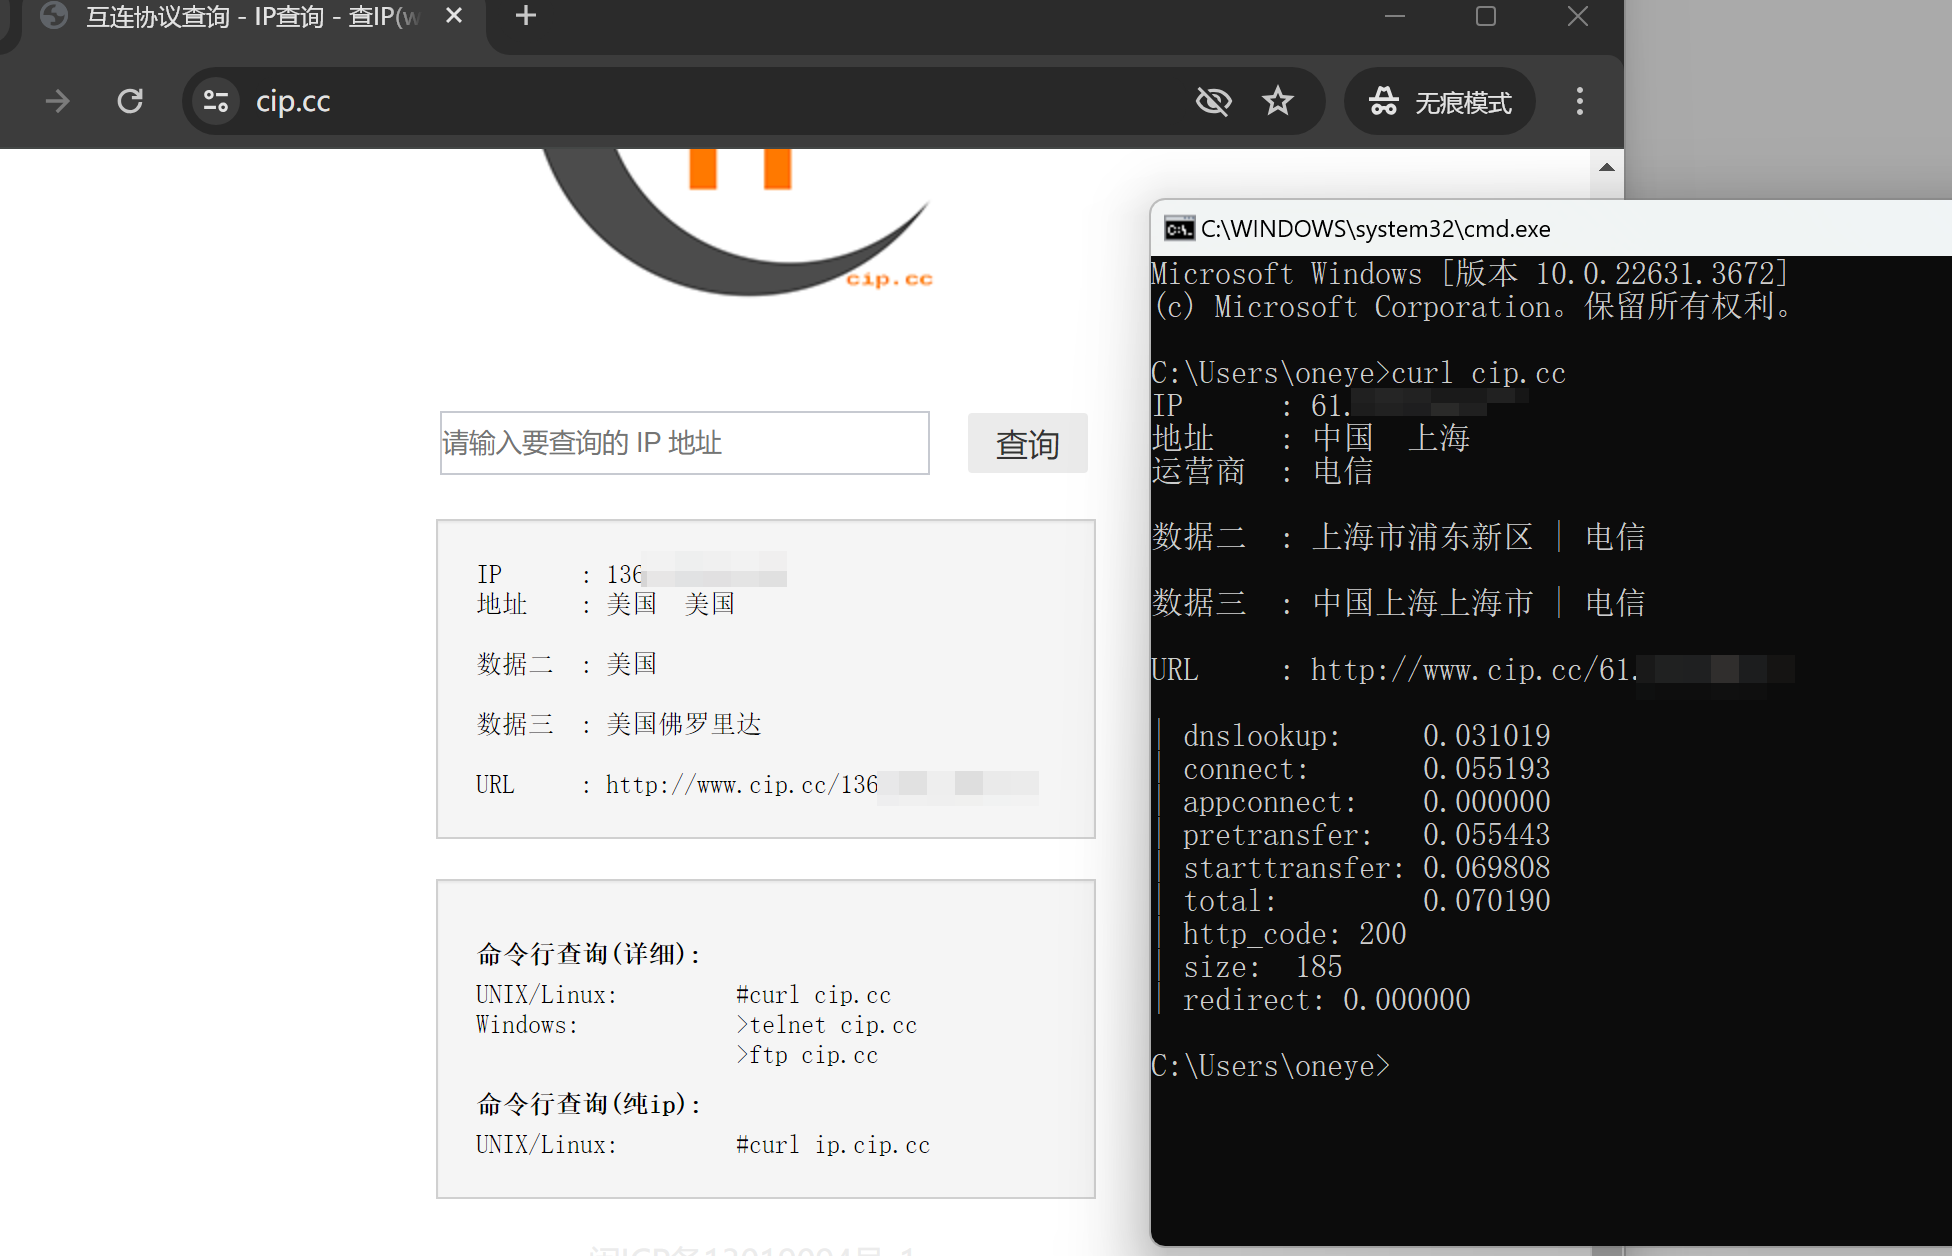 互连协议查询 - IP查询 - 查IP(w
cip.cc
无痕模式
cip.cc
请输入要查询的 IP 地址
查询
IP : 136
地址 : 美国 美国
数据二 : 美国
数据三 : 美国佛罗里达
URL : http://www.cip.cc/136
命令行查询(详细):
UNIX/Linux: #curl cip.cc
Windows: >telnet cip.cc
>ftp cip.cc
命令行查询(纯ip):
UNIX/Linux: #curl ip.cip.cc
C:\WINDOWS\system32\cmd.exe
Microsoft Windows [版本 10.0.22631.3672]
(c) Microsoft Corporation。保留所有权利。
C:\Users\oneye>curl cip.cc
IP : 61.
地址 : 中国 上海
运营商 : 电信
数据二 : 上海市浦东新区 | 电信
数据三 : 中国上海上海市 | 电信
URL : http://www.cip.cc/61.
| dnslookup: 0.031019
| connect: 0.055193
| appconnect: 0.000000
| pretransfer: 0.055443
| starttransfer: 0.069808
| total: 0.070190
| http_code: 200
| size: 185
| redirect: 0.000000
C:\Users\oneye>